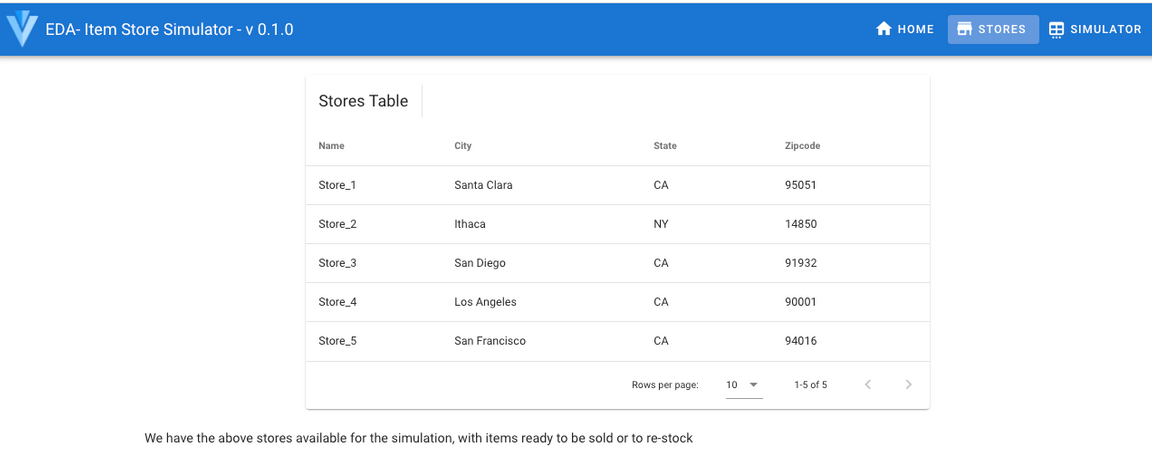 EDA- Item Store Simulator - v 0.1.0 HOME STORES SIMULATOR
Stores Table
Name City State Zipcode
Store_1 Santa Clara CA 95051
Store_2 Ithaca NY 14850
Store_3 San Diego CA 91932
Store_4 Los Angeles CA 90001
Store_5 San Francisco CA 94016
Rows per page: 10 1-5 of 5
We have the above stores available for the simulation, with items ready to be sold or to re-stock